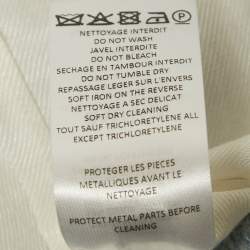 NETTOYAGE INTERDIT
DO NOT WASH
JAVEL INTERDITE
DO NOT BLEACH
SECHAGE EN TAMBOUR INTERDIT
DO NOT TUMBLE DRY
REPASSAGE LEGER SUR L'ENVERS
SOFT IRON ON THE REVERSE
NETTOYAGE A SEC DELICAT
SOFT DRY CLEANING
TOUT SAUF TRICHLORETYLENE ALL
EXCEPT TRICHLORETYLENE
PROTEGER LES PIECES
METALLIQUES AVANT LE
NETTOYAGE
PROTECT METAL PARTS BEFORE
CLEANING